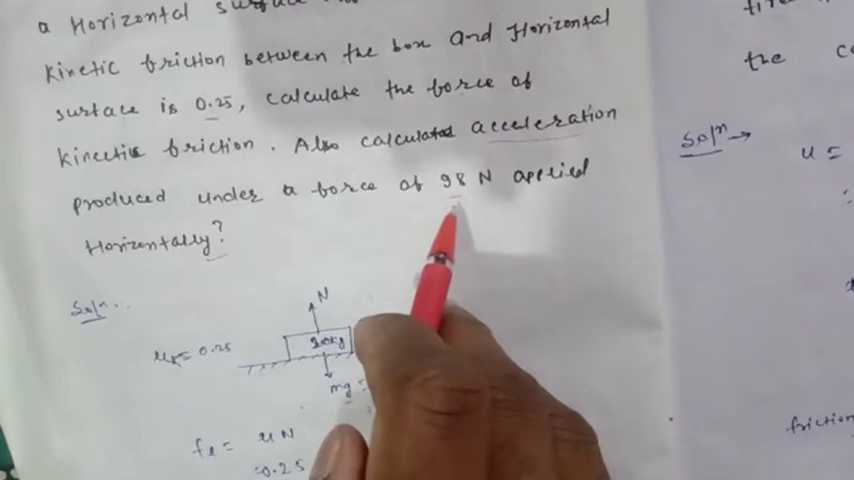 a Horizontal surface
Kinetic friction between the box and Horizontal
surface is 0.25, calculate the force of
kinectic friction. Also calculated acceleration
produced under a force of 98 N applied
Horizontally?
Soln..
N
μk= 0.25
20kg
mg=
fk= μN
=0.25
the
Soln→
u =
friction